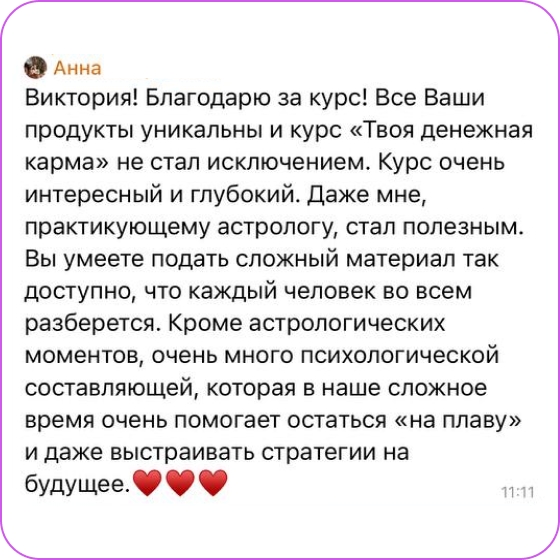 Анна
Виктория! Благодарю за курс! Все Ваши
продукты уникальны и курс «Твоя денежная
карма» не стал исключением. Курс очень
интересный и глубокий. Даже мне,
практикующему астрологу, стал полезным.
Вы умеете подать сложный материал так
доступно, что каждый человек во всем
разберется. Кроме астрологических
моментов, очень много психологической
составляющей, которая в наше сложное
время очень помогает остаться «на плаву»
и даже выстраивать стратегии на
будущее.♥️♥️♥️
11:11